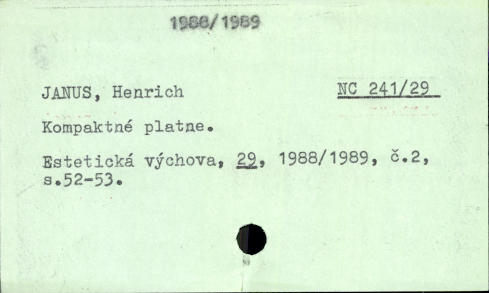 1988/1989
JANUS, Henrich NC 241/29
Kompaktné platne.
Estetická výchova, 29, 1988/1989, č.2,
s.52-53.